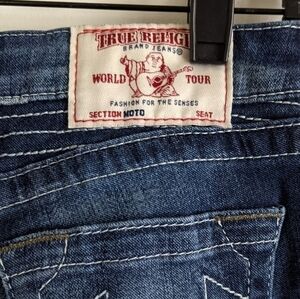 TRUE RELIGI
BRAND JEANS®
WORLD TOUR
FASHION FOR THE SENSES
SECTION MOTO SEAT